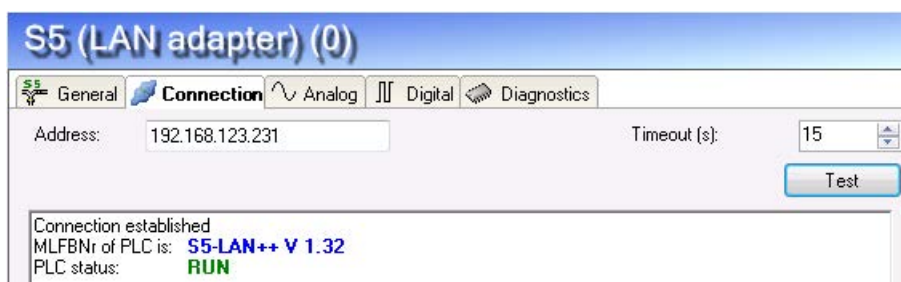 S5 (LAN adapter) (0)
S5 General Connection Analog Digital Diagnostics
Address: 192.168.123.231 Timeout (s): 15
Test
Connection established
MLFBNr of PLC is: S5-LAN++ V 1.32
PLC status: RUN